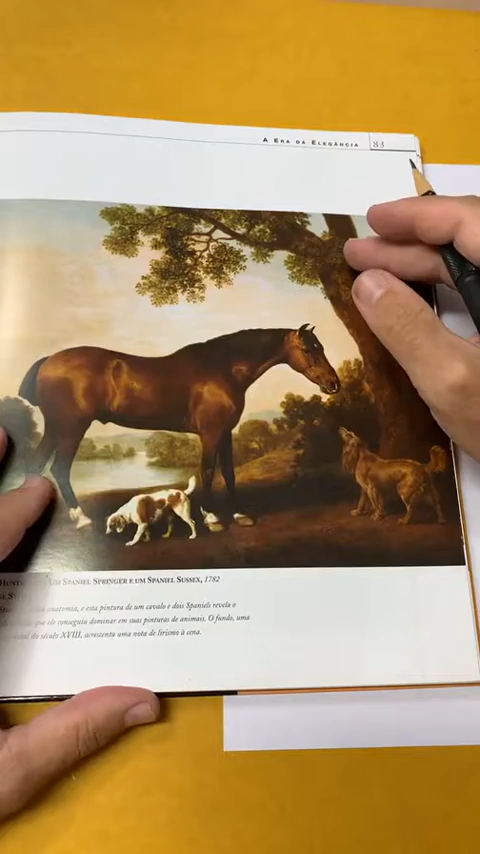 A ERA DA ELEGÂNCIA 83
UM SPANIEL SPRINGER E UM SPANIEL SUSSEX, 1782
anatomia, e esta pintura de um cavalo e dois Spaniels revela o
que ele conseguiu dominar em suas pinturas de animais. O fundo, uma
do século XVIII, acrescenta uma nota de lirismo à cena.